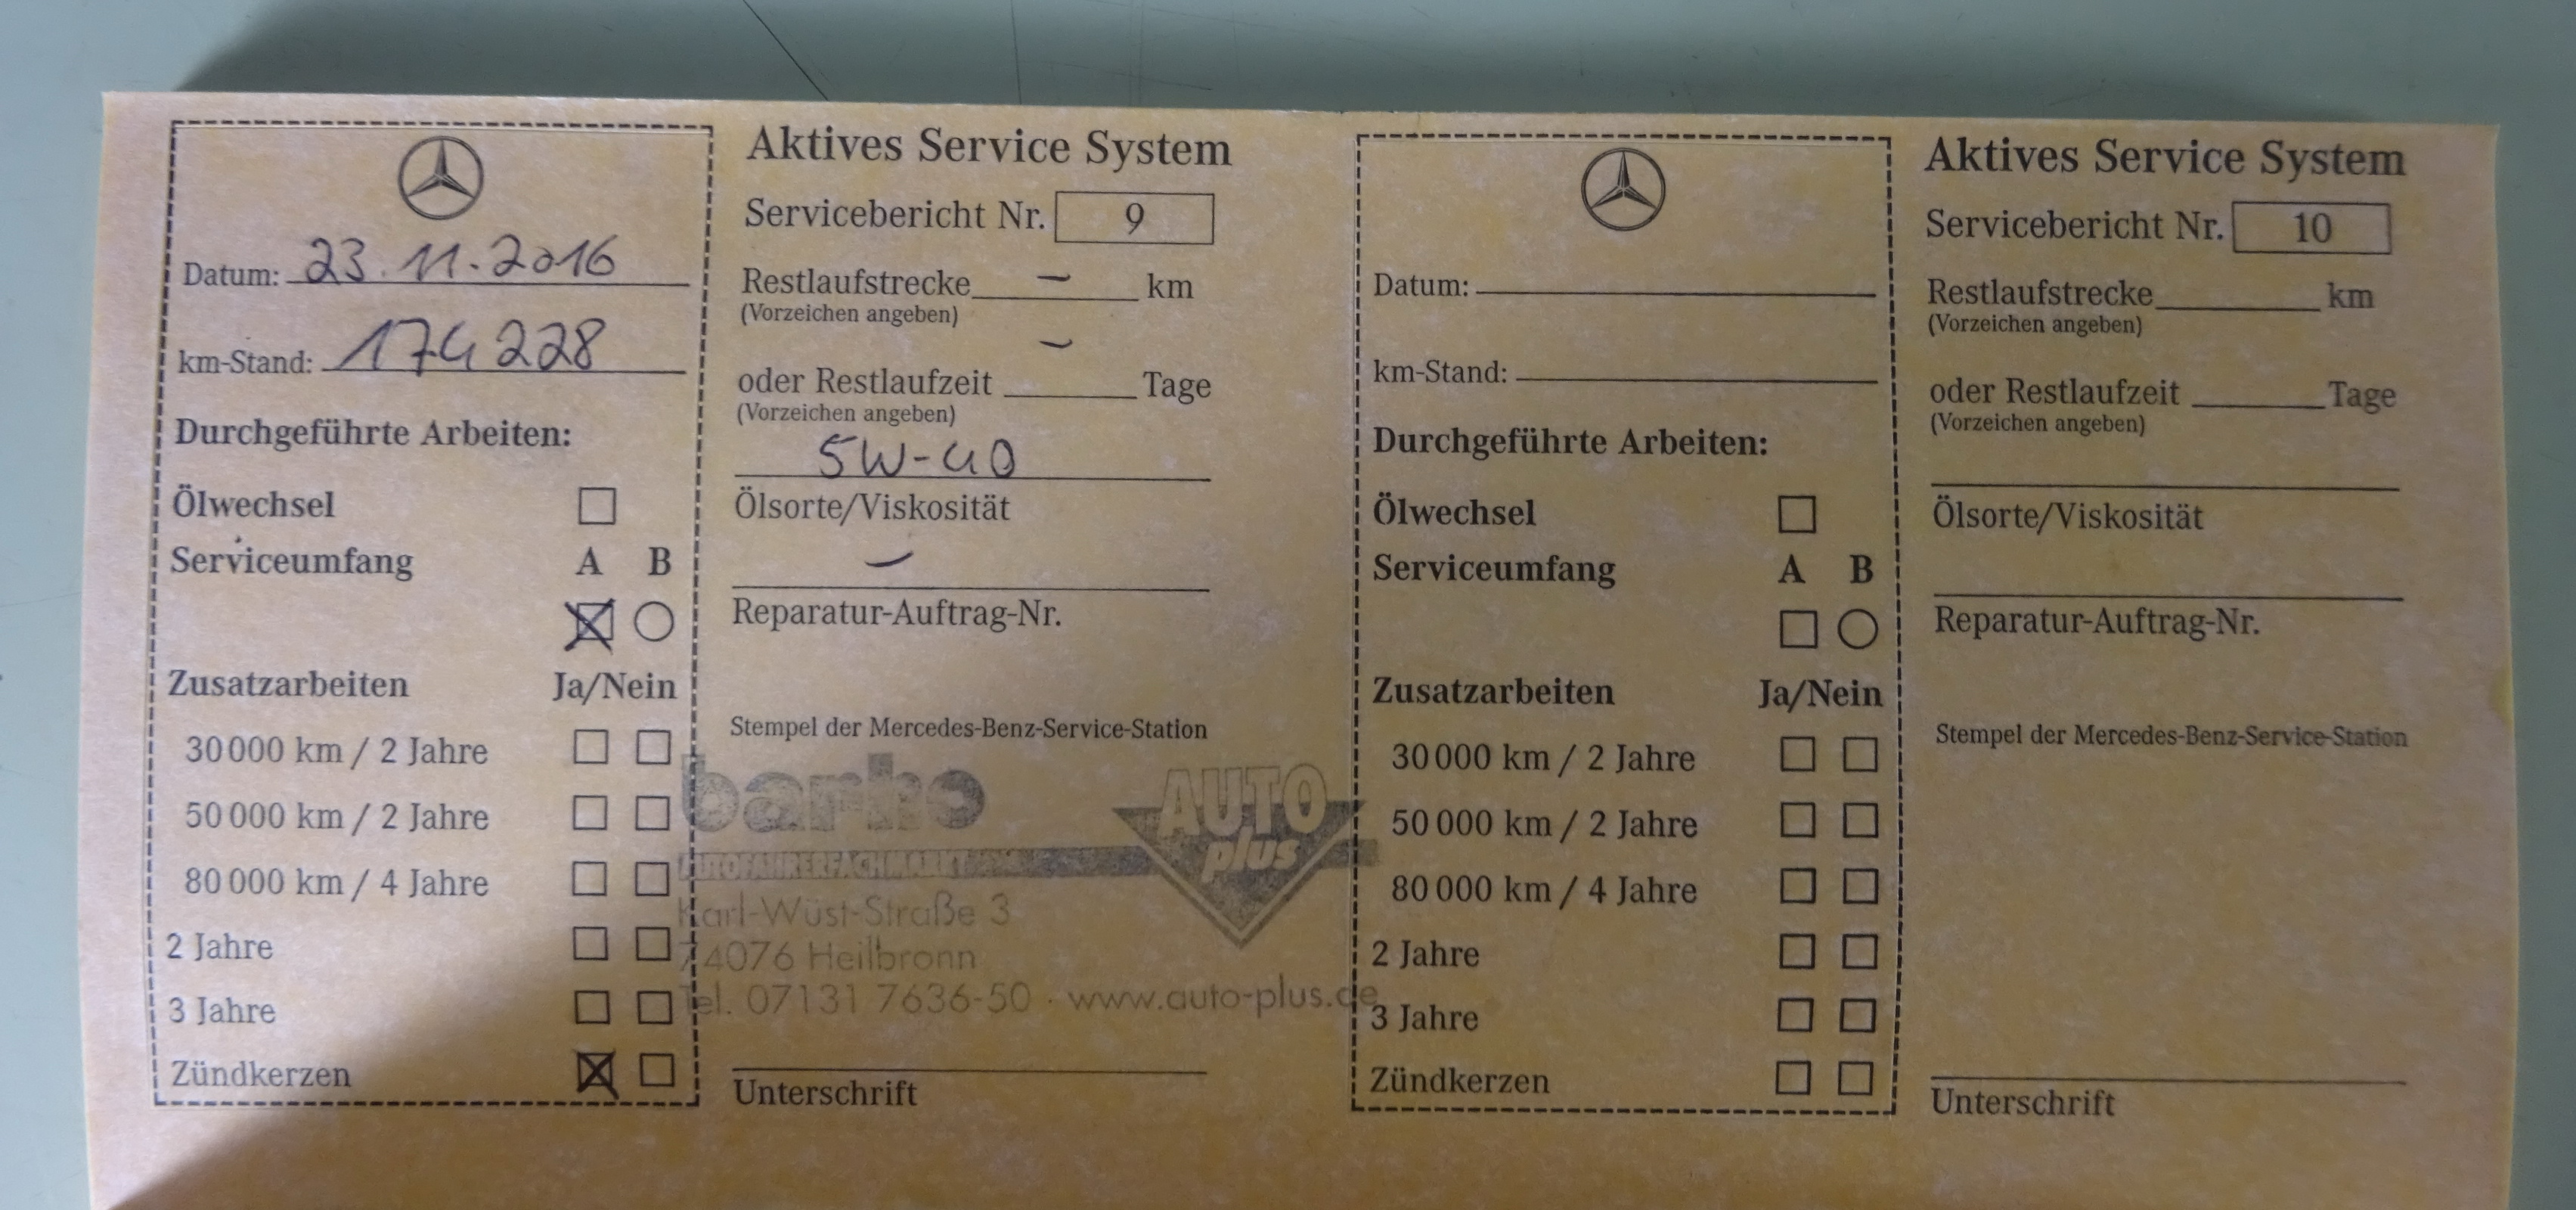 Datum: 23.11.2016
km-Stand: 174228
Durchgeführte Arbeiten:
Ölwechsel
Serviceumfang A B
Zusatzarbeiten Ja/Nein
30 000 km / 2 Jahre
50 000 km / 2 Jahre
80 000 km / 4 Jahre
2 Jahre
3 Jahre
Zündkerzen
Aktives Service System
Servicebericht Nr. 9
Restlaufstrecke - km
(Vorzeichen angeben)
-
oder Restlaufzeit Tage
(Vorzeichen angeben)
5W-40
Ölsorte/Viskosität
-
Reparatur-Auftrag-Nr.
Stempel der Mercedes-Benz-Service-Station
AUTO
plus
AUTOFAHRERFACHMARKT
Karl-Wüst-Straße 3
74076 Heilbronn
Tel. 07131 7636-50 · www.auto-plus.de
Unterschrift
Datum:
km-Stand:
Durchgeführte Arbeiten:
Ölwechsel
Serviceumfang A B
Zusatzarbeiten Ja/Nein
30 000 km / 2 Jahre
50 000 km / 2 Jahre
80 000 km / 4 Jahre
2 Jahre
3 Jahre
Zündkerzen
Aktives Service System
Servicebericht Nr. 10
Restlaufstrecke km
(Vorzeichen angeben)
oder Restlaufzeit Tage
(Vorzeichen angeben)
Ölsorte/Viskosität
Reparatur-Auftrag-Nr.
Stempel der Mercedes-Benz-Service-Station
Unterschrift